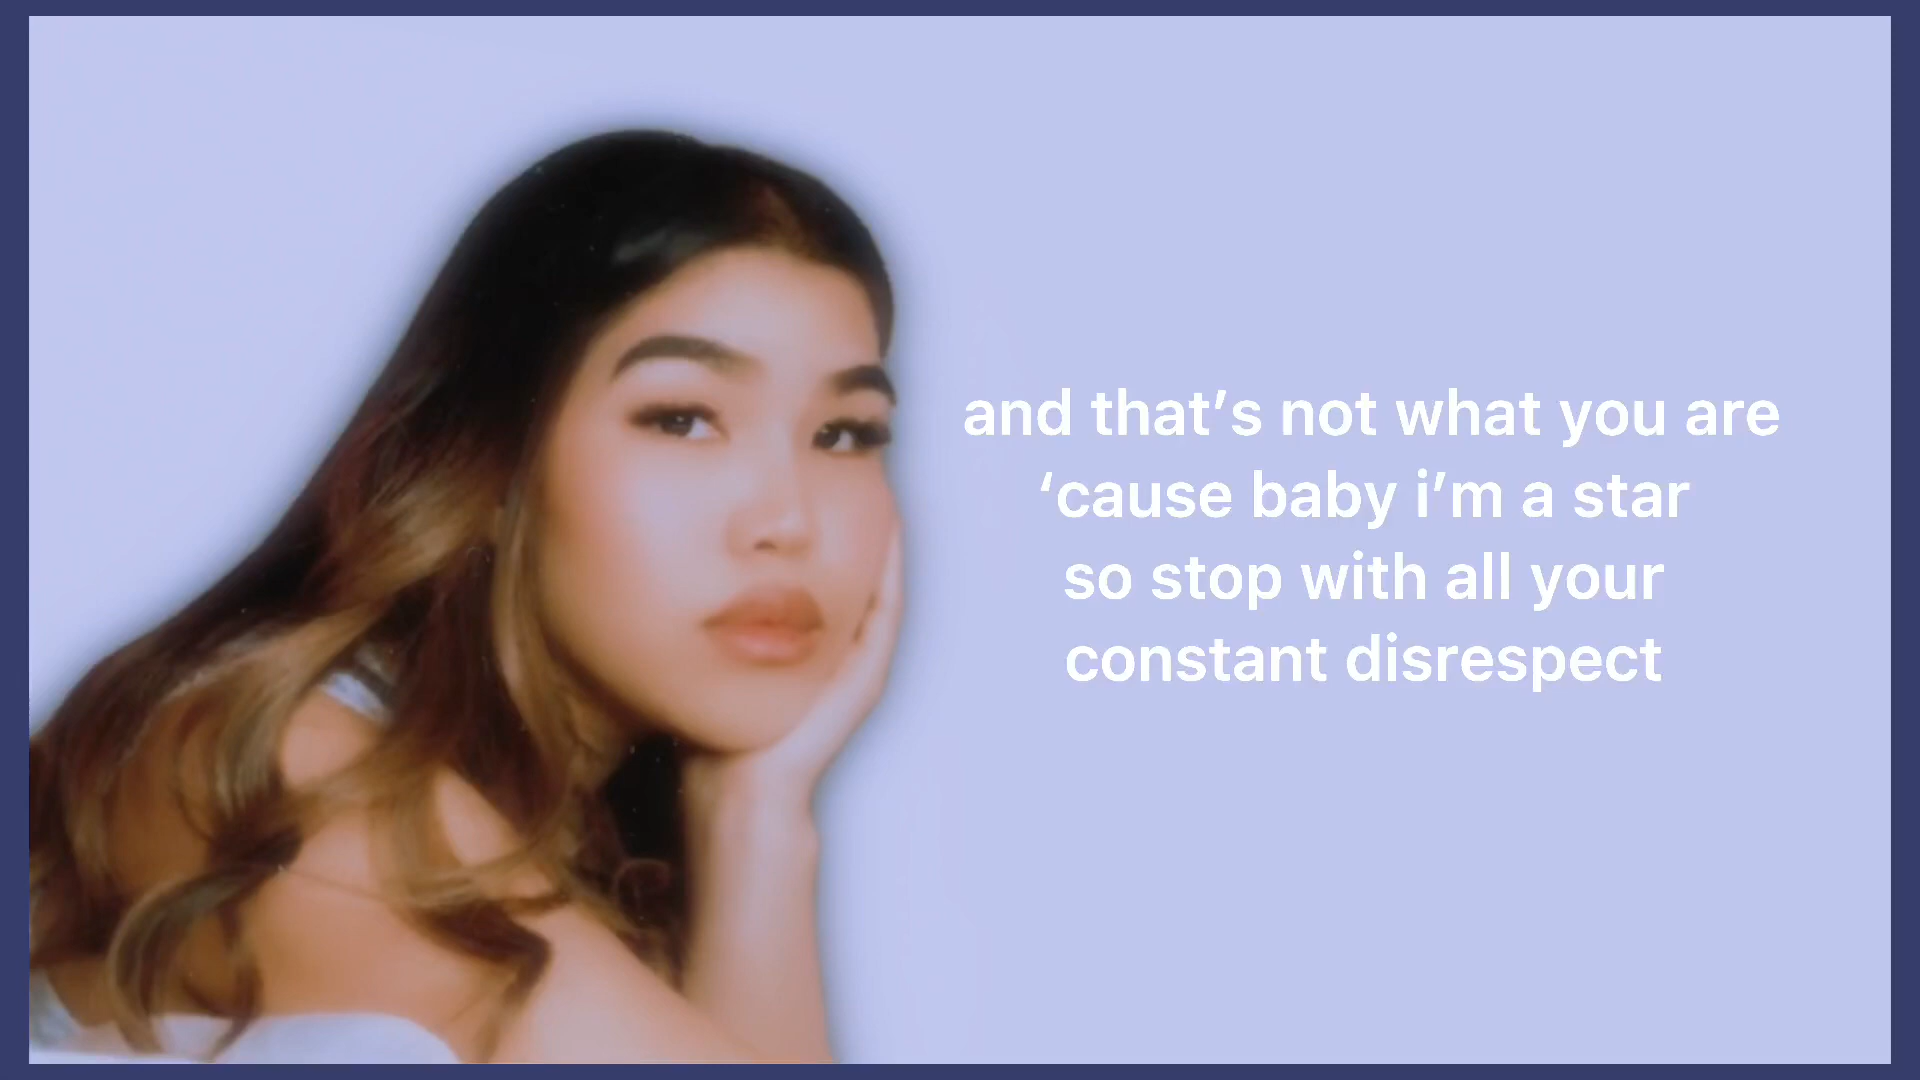 and that’s not what you are
‘cause baby i’m a star
so stop with all your
constant disrespect